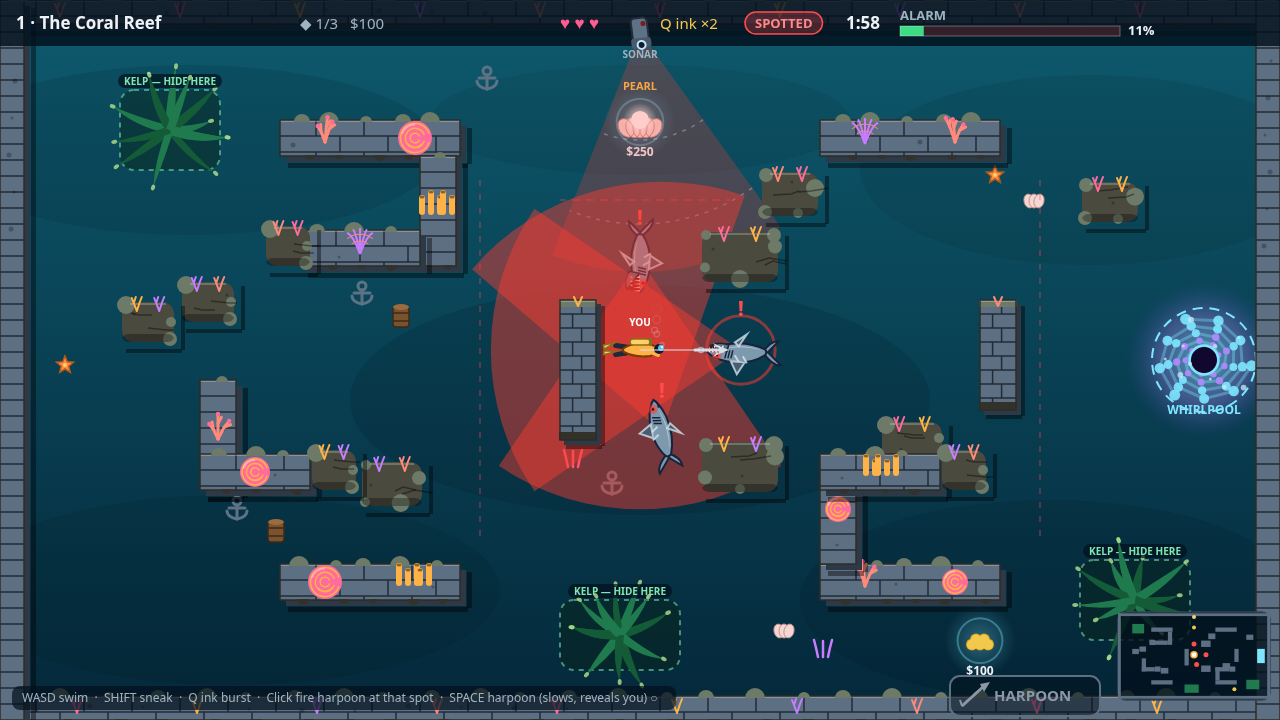 1 · The Coral Reef
◆ 1/3 $100
♥ ♥ ♥
Q ink ×2
SPOTTED
1:58
ALARM
11%
SONAR
PEARL
$250
KELP — HIDE HERE
!
!
YOU
!
WHIRLPOOL
KELP — HIDE HERE
KELP — HIDE HERE
$100
WASD swim · SHIFT sneak · Q ink burst · Click fire harpoon at that spot · SPACE harpoon (slows, reveals you) ○
HARPOON